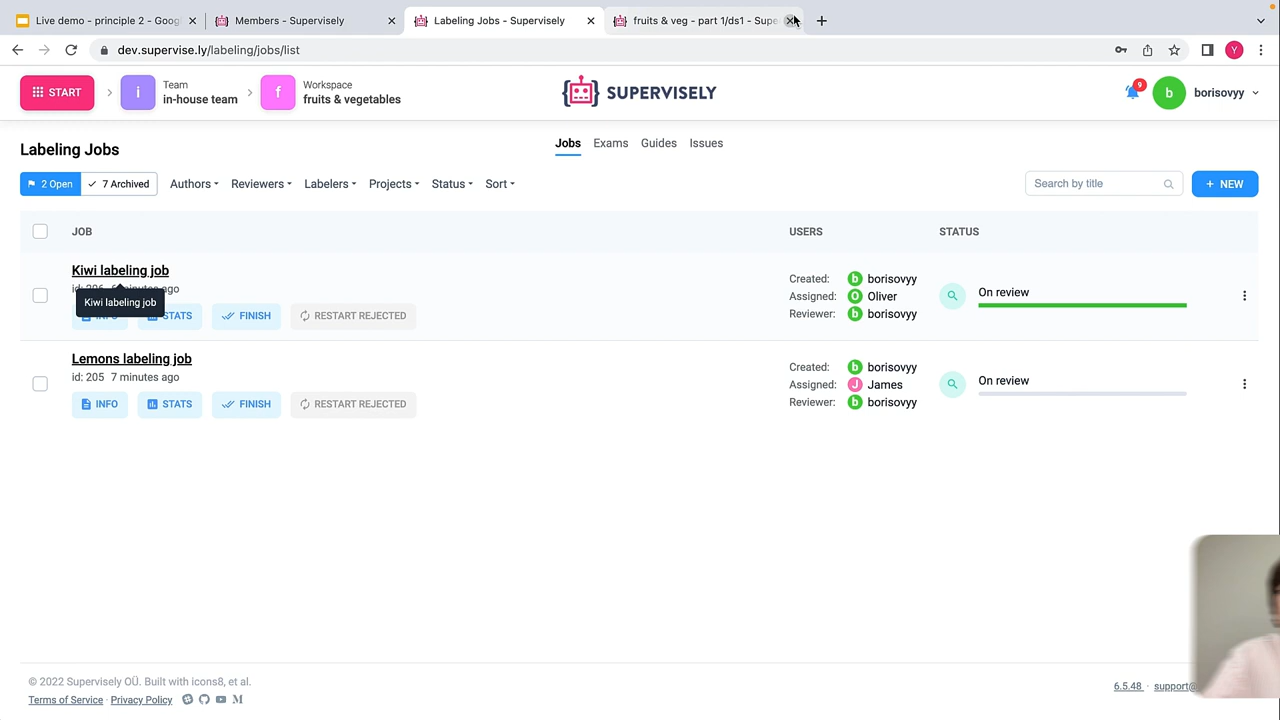 Live demo - principle 2 - Goog
Members - Supervisely
Labeling Jobs - Supervisely
fruits & veg - part 1/ds1 - Supe
dev.supervise.ly/labeling/jobs/list
Y
START
i
Team
in-house team
f
Workspace
fruits & vegetables
SUPERVISELY
9
b
borisovyy
Labeling Jobs
Jobs
Exams
Guides
Issues
2 Open
7 Archived
Authors
Reviewers
Labelers
Projects
Status
Sort
Search by title
+ NEW
JOB
USERS
STATUS
Kiwi labeling job
Kiwi labeling job
STATS
FINISH
RESTART REJECTED
Created: b borisovyy
Assigned: O Oliver
Reviewer: b borisovyy
On review
Lemons labeling job
id: 205 7 minutes ago
INFO
STATS
FINISH
RESTART REJECTED
Created: b borisovyy
Assigned: J James
Reviewer: b borisovyy
On review
© 2022 Supervisely OÜ. Built with icons8, et al.
Terms of Service · Privacy Policy
M
6.5.48 · support@